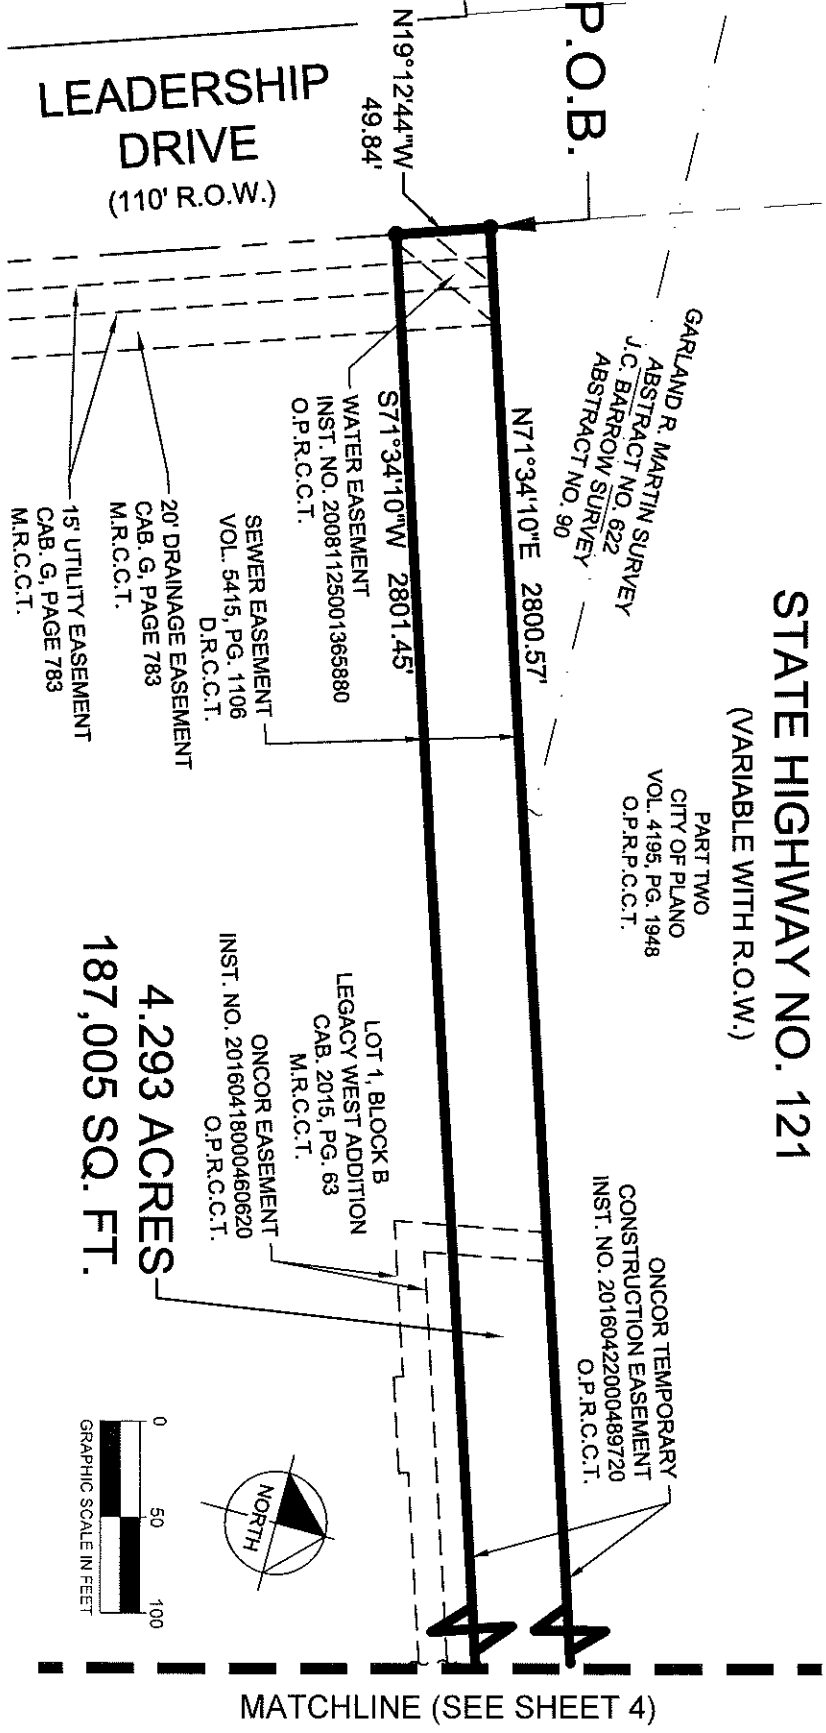 LEADERSHIP
DRIVE
(110' R.O.W.)
N19°12'44"W
49.84'
P.O.B.
GARLAND R. MARTIN SURVEY
ABSTRACT NO. 622
J.C. BARROW SURVEY
ABSTRACT NO. 90
STATE HIGHWAY NO. 121
(VARIABLE WITH R.O.W.)
N71°34'10"E 2800.57'
S71°34'10"W 2801.45'
WATER EASEMENT
INST. NO. 20081125001365880
O.P.R.C.C.T.
SEWER EASEMENT
VOL. 5415, PG. 1106
D.R.C.C.T.
20' DRAINAGE EASEMENT
CAB. G, PAGE 783
M.R.C.C.T.
15' UTILITY EASEMENT
CAB. G, PAGE 783
M.R.C.C.T.
PART TWO
CITY OF PLANO
VOL. 4195, PG. 1948
O.P.R.P.C.C.T.
LOT 1, BLOCK B
LEGACY WEST ADDITION
CAB. 2015, PG. 63
M.R.C.C.T.
ONCOR EASEMENT
INST. NO. 20160418000460620
O.P.R.C.C.T.
4.293 ACRES
187,005 SQ. FT.
ONCOR TEMPORARY
CONSTRUCTION EASEMENT
INST. NO. 20160422000489720
O.P.R.C.C.T.
NORTH
0 50 100
GRAPHIC SCALE IN FEET
MATCHLINE (SEE SHEET 4)